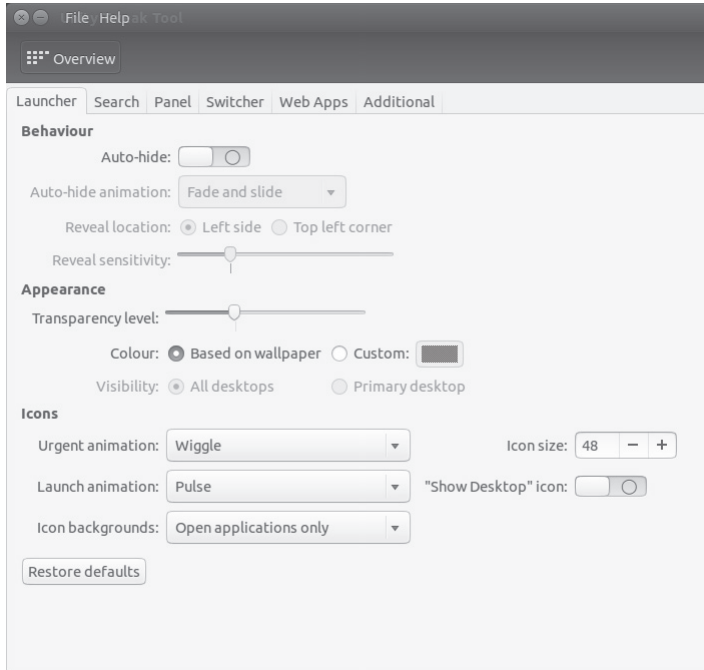 File Help ak Tool
Overview
Launcher Search Panel Switcher Web Apps Additional
Behaviour
Auto-hide:
Auto-hide animation: Fade and slide
Reveal location: Left side Top left corner
Reveal sensitivity:
Appearance
Transparency level:
Colour: Based on wallpaper Custom:
Visibility: All desktops Primary desktop
Icons
Urgent animation: Wiggle Icon size: 48 − +
Launch animation: Pulse "Show Desktop" icon:
Icon backgrounds: Open applications only
Restore defaults